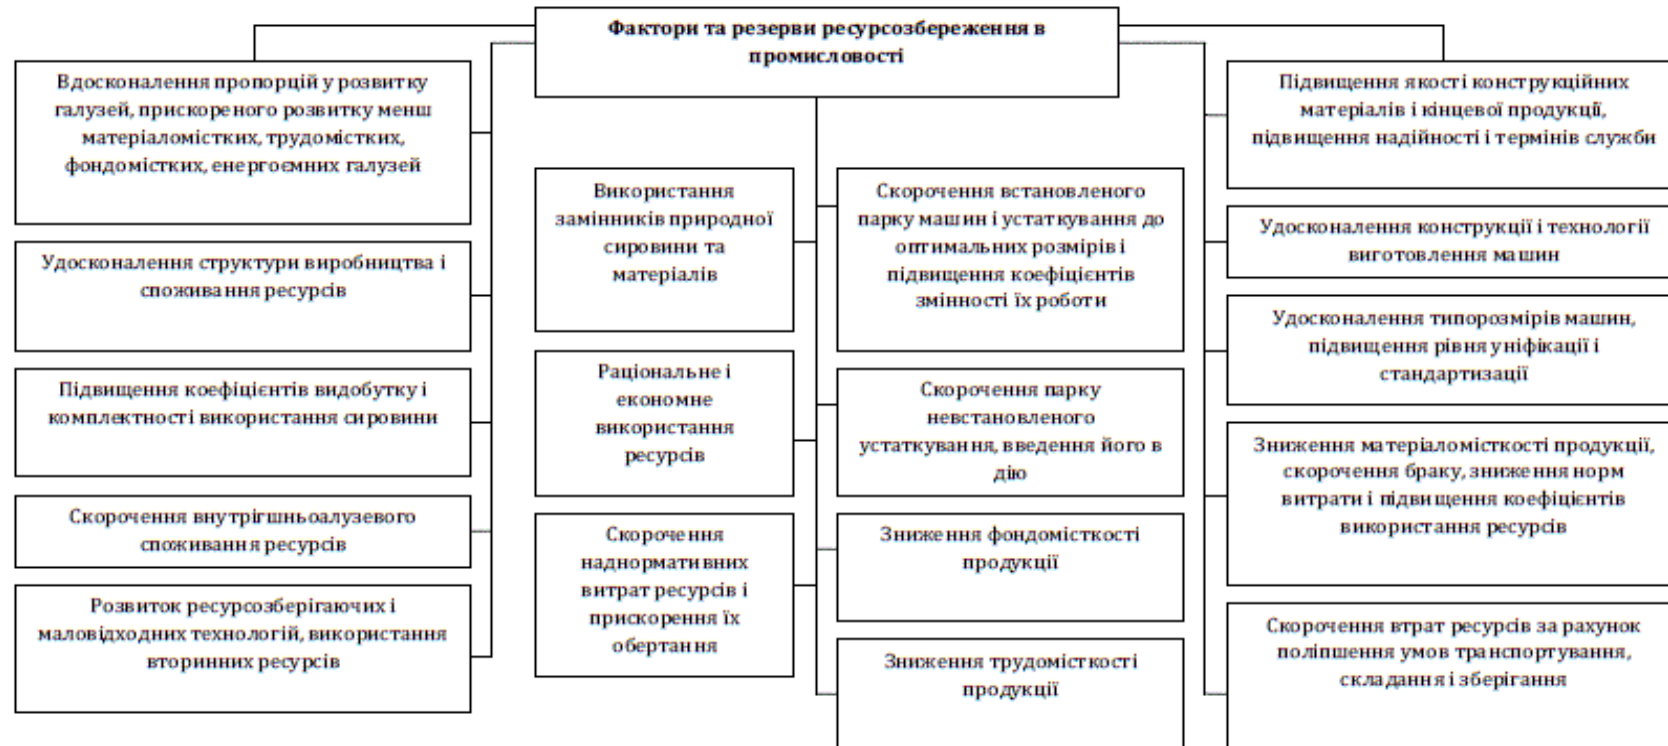 Фактори та резерви ресурсозбереження в
промисловості
Вдосконалення пропорцій у розвитку
галузей, прискореного розвитку менш
матеріаломістких, трудомістких,
фондомістких, енергоємних галузей
Удосконалення структури виробництва і
споживання ресурсів
Підвищення коефіцієнтів видобутку і
комплектності використання сировини
Скорочення внутрігшньоалузевого
споживання ресурсів
Розвиток ресурсозберігаючих і
маловідходних технологій, використання
вторинних ресурсів
Використання
замінників природної
сировини та
матеріалів
Раціональне і
економне
використання
ресурсів
Скорочення
наднормативних
витрат ресурсів і
прискорення їх
обертання
Скорочення встановленого
парку машин і устаткування до
оптимальних розмірів і
підвищення коефіцієнтів
змінності їх роботи
Скорочення парку
невстановленого
устаткування, введення його в
дію
Зниження фондомісткості
продукції
Зниження трудомісткості
продукції
Підвищення якості конструкційних
матеріалів і кінцевої продукції,
підвищення надійності і термінів служби
Удосконалення конструкції і технології
виготовлення машин
Удосконалення типорозмірів машин,
підвищення рівня уніфікації і
стандартизації
Зниження матеріаломісткості продукції,
скорочення браку, зниження норм
витрати і підвищення коефіцієнтів
використання ресурсів
Скорочення втрат ресурсів за рахунок
поліпшення умов транспортування,
складання і зберігання